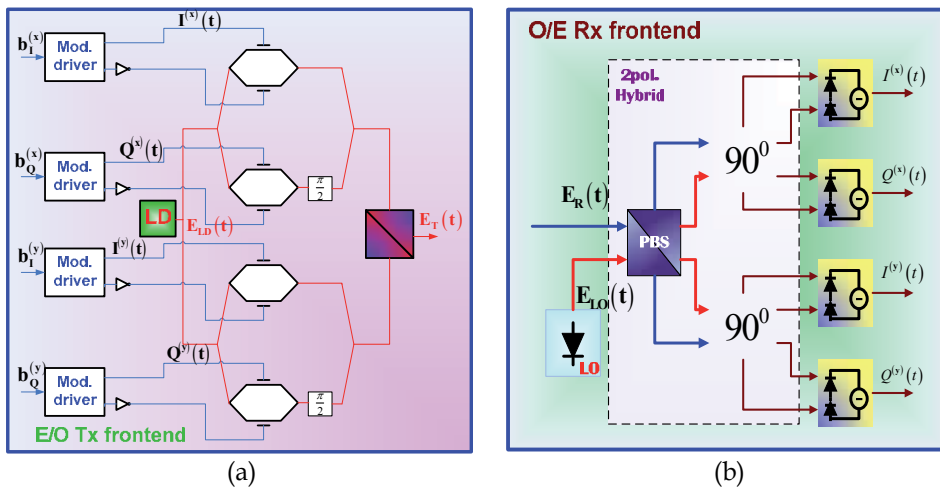 I^(x)(t)
b_I^(x)
Mod. driver
Q^(x)(t)
b_Q^(x)
Mod. driver
π/2
LD
E_LD(t)
E_T(t)
I^(y)(t)
b_I^(y)
Mod. driver
Q^(y)(t)
b_Q^(y)
Mod. driver
π/2
E/O Tx frontend
(a)
O/E Rx frontend
2pol.
Hybrid
I^(x)(t)
90^0
Q^(x)(t)
E_R(t)
PBS
E_LO(t)
I^(y)(t)
90^0
LO
Q^(y)(t)
(b)